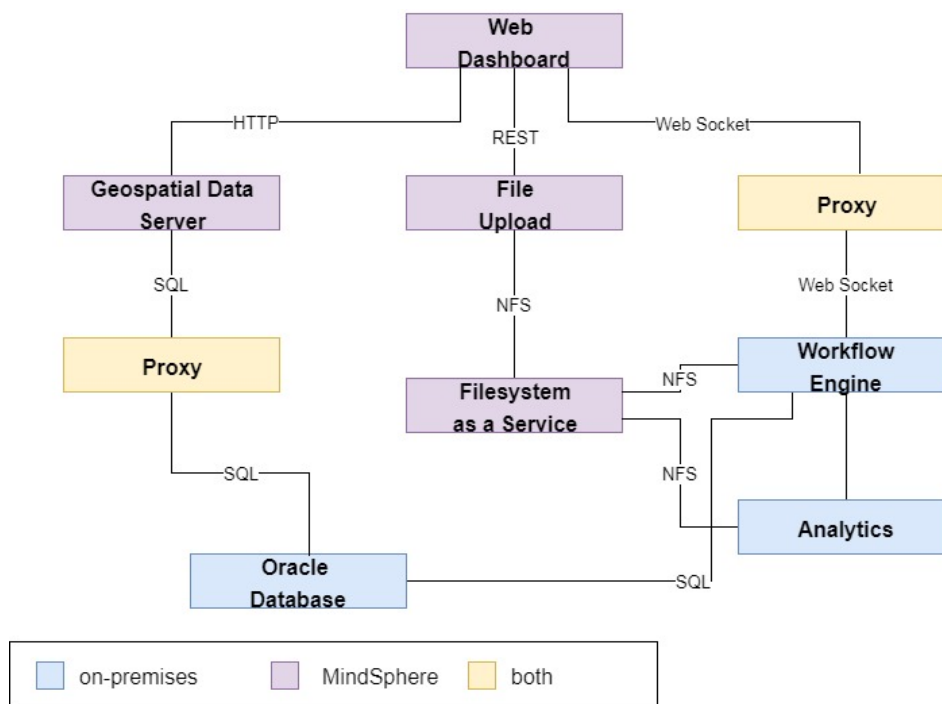 Web
Dashboard
HTTP
REST
Web Socket
Geospatial Data
Server
File
Upload
Proxy
SQL
NFS
Web Socket
Proxy
Workflow
Engine
NFS
Filesystem
as a Service
SQL
NFS
Analytics
Oracle
Database
SQL
on-premises
MindSphere
both